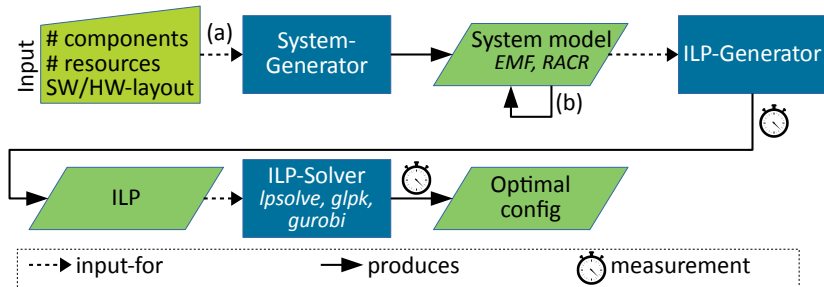 Input
# components
# resources
SW/HW-layout
(a)
System-
Generator
System model
EMF, RACR
(b)
ILP-Generator
ILP
ILP-Solver
lpsolve, glpk,
gurobi
Optimal
config
input-for
produces
measurement